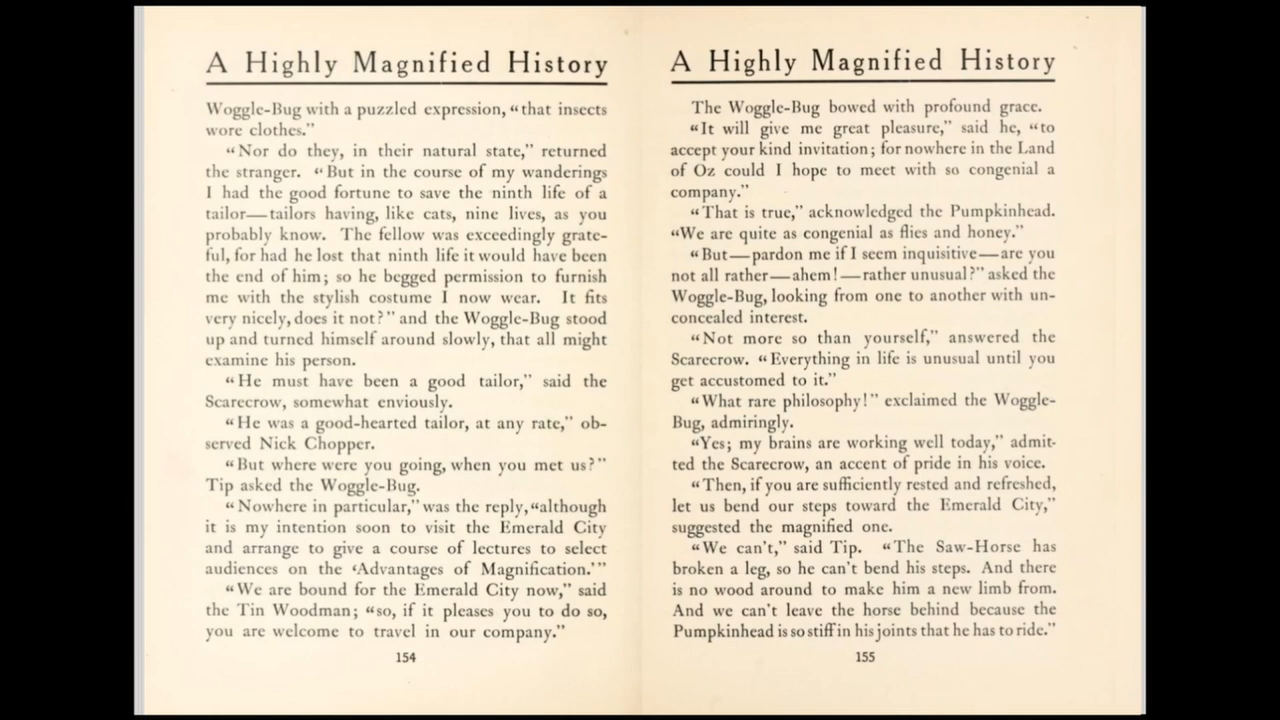 A Highly Magnified History
Woggle-Bug with a puzzled expression, “that insects
wore clothes.”
“Nor do they, in their natural state,” returned
the stranger. “But in the course of my wanderings
I had the good fortune to save the ninth life of a
tailor—tailors having, like cats, nine lives, as you
probably know. The fellow was exceedingly grate-
ful, for had he lost that ninth life it would have been
the end of him; so he begged permission to furnish
me with the stylish costume I now wear. It fits
very nicely, does it not?” and the Woggle-Bug stood
up and turned himself around slowly, that all might
examine his person.
“He must have been a good tailor,” said the
Scarecrow, somewhat enviously.
“He was a good-hearted tailor, at any rate,” ob-
served Nick Chopper.
“But where were you going, when you met us?”
Tip asked the Woggle-Bug.
“Nowhere in particular,” was the reply, “although
it is my intention soon to visit the Emerald City
and arrange to give a course of lectures to select
audiences on the ‘Advantages of Magnification.’”
“We are bound for the Emerald City now,” said
the Tin Woodman; “so, if it pleases you to do so,
you are welcome to travel in our company.”
154
A Highly Magnified History
The Woggle-Bug bowed with profound grace.
“It will give me great pleasure,” said he, “to
accept your kind invitation; for nowhere in the Land
of Oz could I hope to meet with so congenial a
company.”
“That is true,” acknowledged the Pumpkinhead.
“We are quite as congenial as flies and honey.”
“But—pardon me if I seem inquisitive—are you
not all rather—ahem!—rather unusual?” asked the
Woggle-Bug, looking from one to another with un-
concealed interest.
“Not more so than yourself,” answered the
Scarecrow. “Everything in life is unusual until you
get accustomed to it.”
“What rare philosophy!” exclaimed the Woggle-
Bug, admiringly.
“Yes; my brains are working well today,” admit-
ted the Scarecrow, an accent of pride in his voice.
“Then, if you are sufficiently rested and refreshed,
let us bend our steps toward the Emerald City,”
suggested the magnified one.
“We can’t,” said Tip. “The Saw-Horse has
broken a leg, so he can’t bend his steps. And there
is no wood around to make him a new limb from.
And we can’t leave the horse behind because the
Pumpkinhead is so stiff in his joints that he has to ride.”
155